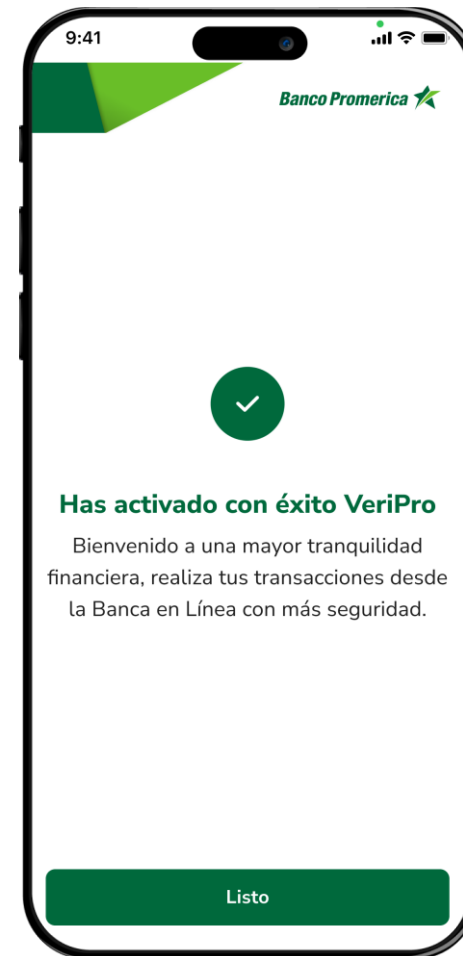 9:41
Banco Promerica
Has activado con éxito VeriPro
Bienvenido a una mayor tranquilidad
financiera, realiza tus transacciones desde
la Banca en Línea con más seguridad.
Listo